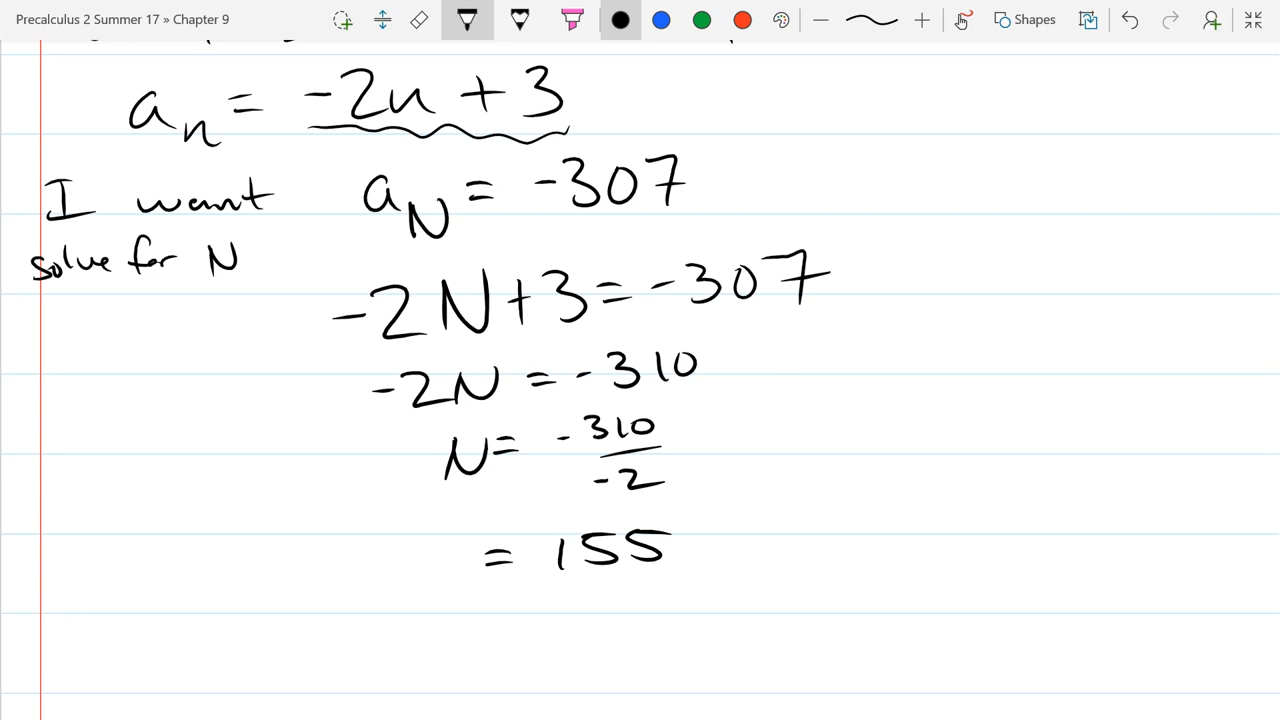 Precalculus 2 Summer 17 » Chapter 9
Shapes
aₙ = -2n + 3
I want
solve for N
a_N = -307
-2N+3 = -307
-2N = -310
N = -310/-2
= 155